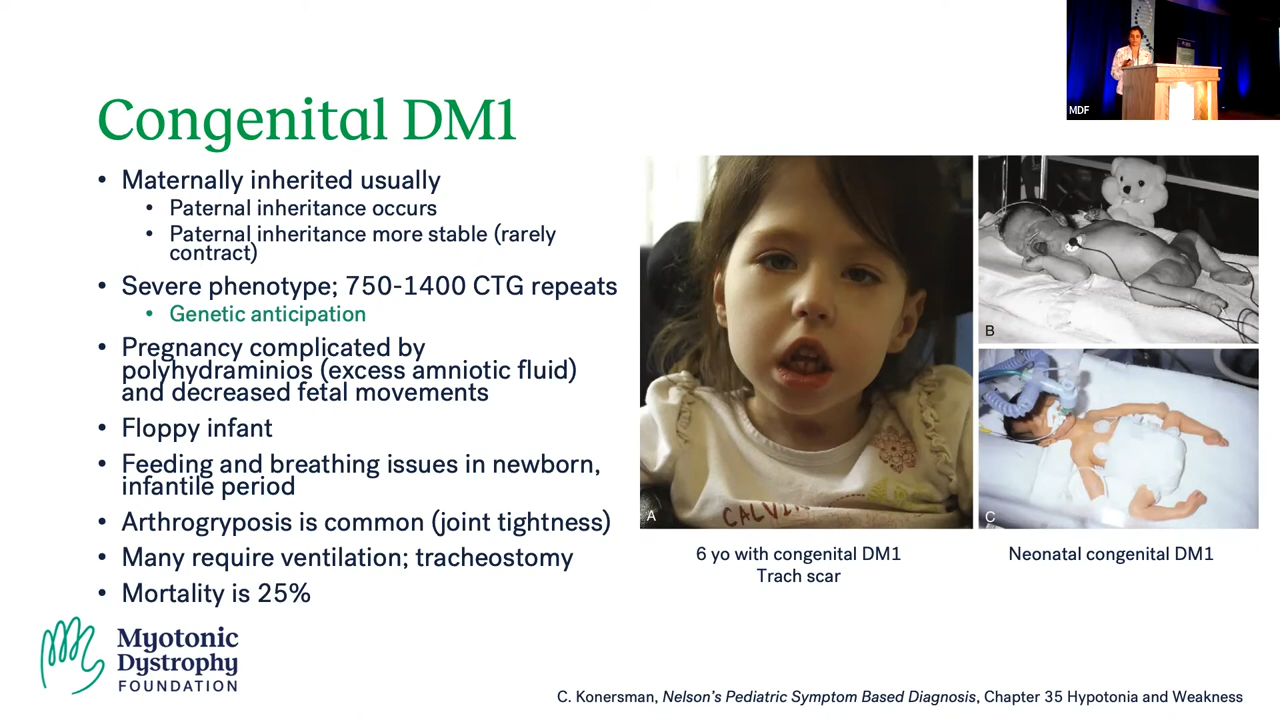 MDF
Congenital DM1
• Maternally inherited usually
• Paternal inheritance occurs
• Paternal inheritance more stable (rarely
contract)
• Severe phenotype; 750-1400 CTG repeats
• Genetic anticipation
• Pregnancy complicated by
polyhydraminios (excess amniotic fluid)
and decreased fetal movements
• Floppy infant
• Feeding and breathing issues in newborn,
infantile period
• Arthrogryposis is common (joint tightness)
• Many require ventilation; tracheostomy
• Mortality is 25%
CALVIN
A
B
C
6 yo with congenital DM1
Trach scar
Neonatal congenital DM1
Myotonic
Dystrophy
FOUNDATION
C. Konersman, Nelson's Pediatric Symptom Based Diagnosis, Chapter 35 Hypotonia and Weakness